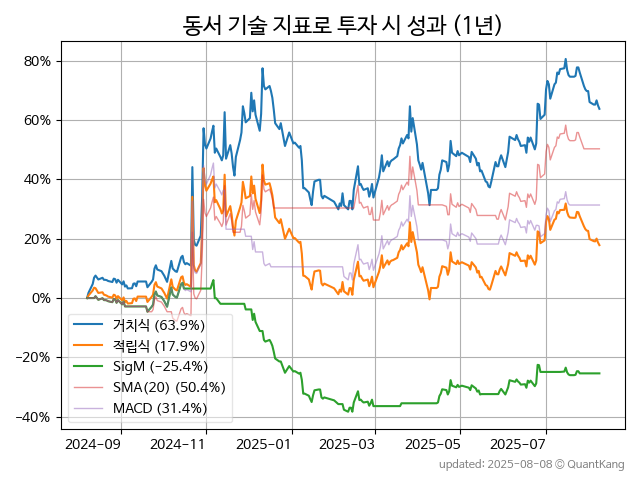 동서 기술 지표로 투자 시 성과 (1년)
80%
60%
40%
20%
0%
−20%
−40%
거치식 (63.9%)
적립식 (17.9%)
SigM (−25.4%)
SMA(20) (50.4%)
MACD (31.4%)
2024-09 2024-11 2025-01 2025-03 2025-05 2025-07
updated: 2025-08-08 © QuantKang